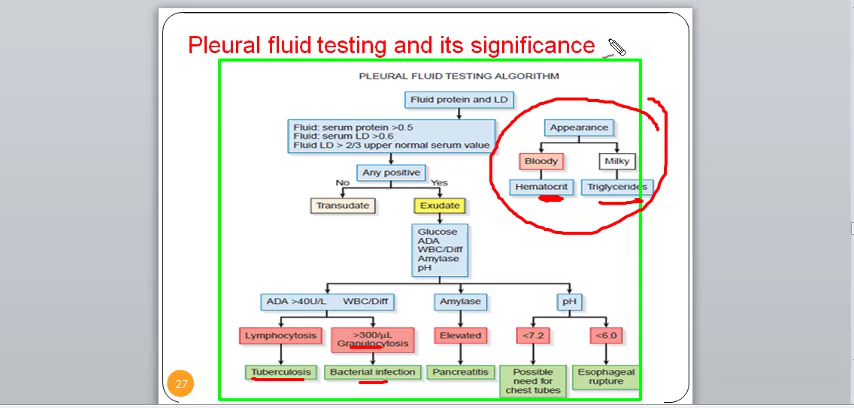 Pleural fluid testing and its significance
PLEURAL FLUID TESTING ALGORITHM
Fluid protein and LD
Fluid: serum protein >0.5
Fluid: serum LD >0.6
Fluid LD > 2/3 upper normal serum value
Appearance
Bloody
Milky
Hematocrit
Triglycerides
Any positive
No
Yes
Transudate
Exudate
Glucose
ADA
WBC/Diff
Amylase
pH
ADA >40U/L
WBC/Diff
Amylase
pH
Lymphocytosis
>300/µL
Granulocytosis
Elevated
<7.2
<6.0
Tuberculosis
Bacterial infection
Pancreatitis
Possible
need for
chest tubes
Esophageal
rupture
27